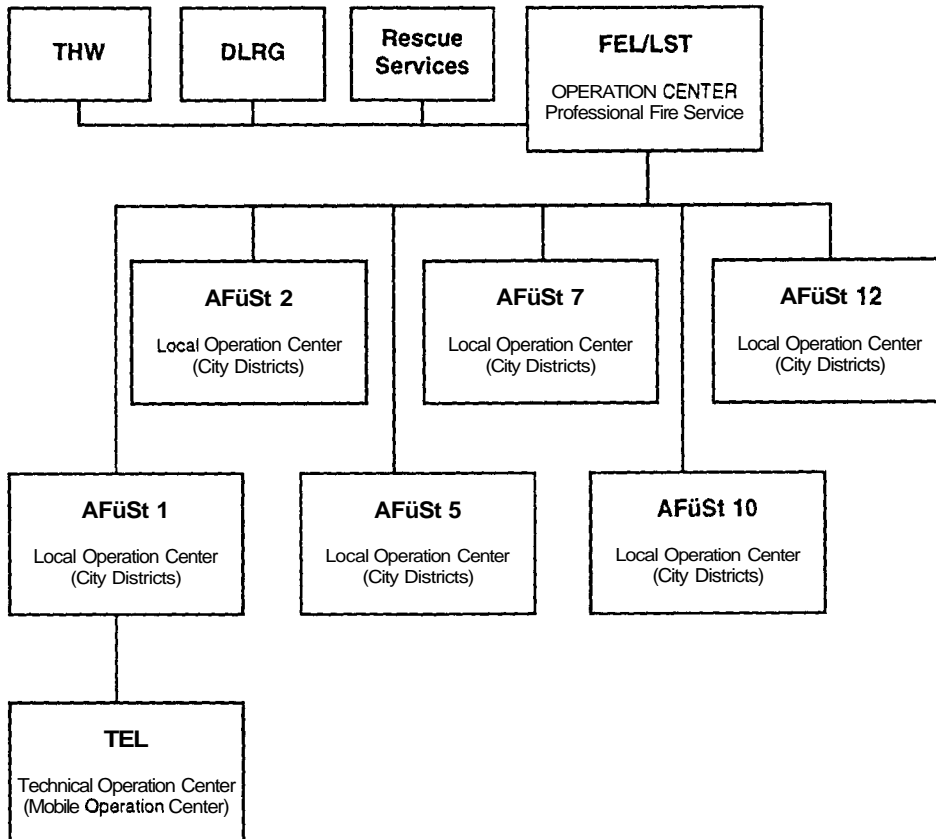 THW
DLRG
Rescue
Services
FEL/LST
OPERATION CENTER
Professional Fire Service
AFüSt 2
Local Operation Center
(City Districts)
AFüSt 7
Local Operation Center
(City Districts)
AFüSt 12
Local Operation Center
(City Districts)
AFüSt 1
Local Operation Center
(City Districts)
AFüSt 5
Local Operation Center
(City Districts)
AFüSt 10
Local Operation Center
(City Districts)
TEL
Technical Operation Center
(Mobile Operation Center)